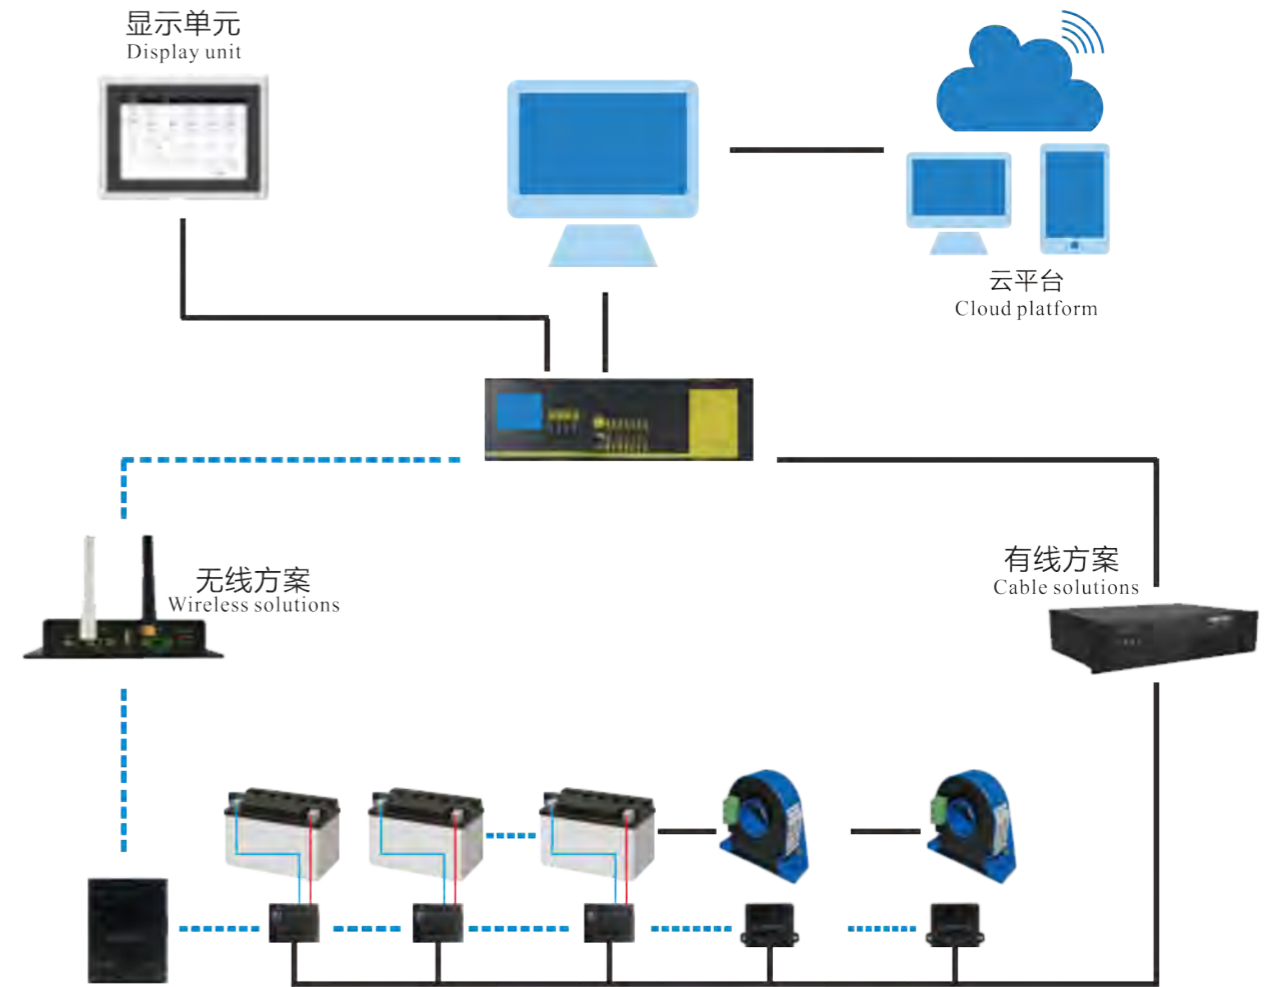 显示单元
Display unit
云平台
Cloud platform
无线方案
Wireless solutions
有线方案
Cable solutions